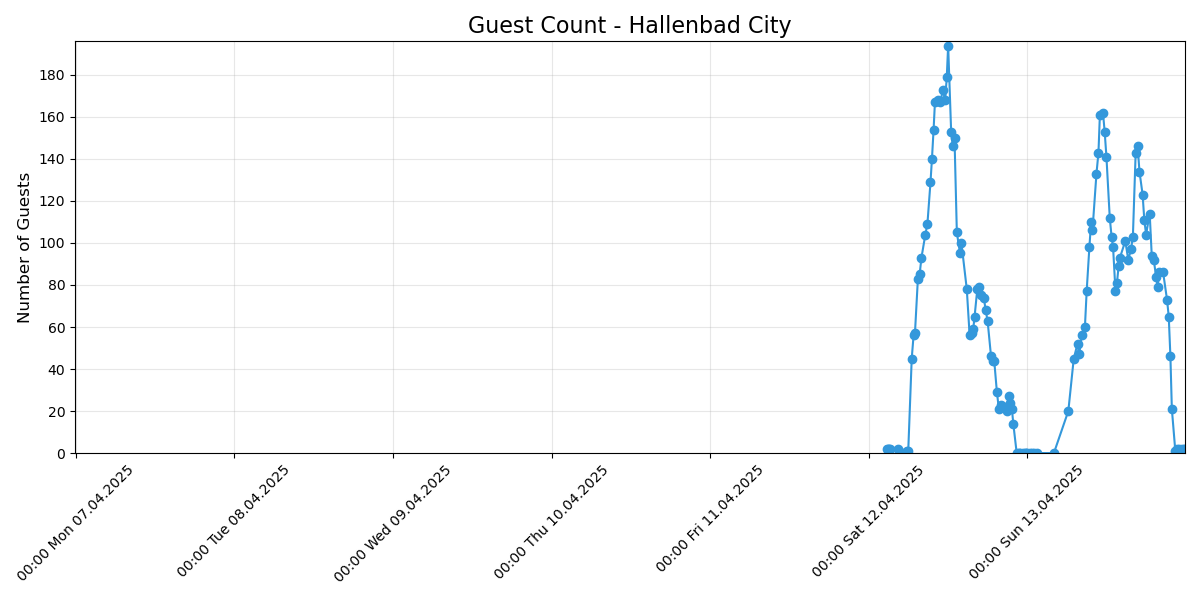 Guest Count - Hallenbad City
Number of Guests
180
160
140
120
100
80
60
40
20
0
00:00 Mon 07.04.2025
00:00 Tue 08.04.2025
00:00 Wed 09.04.2025
00:00 Thu 10.04.2025
00:00 Fri 11.04.2025
00:00 Sat 12.04.2025
00:00 Sun 13.04.2025